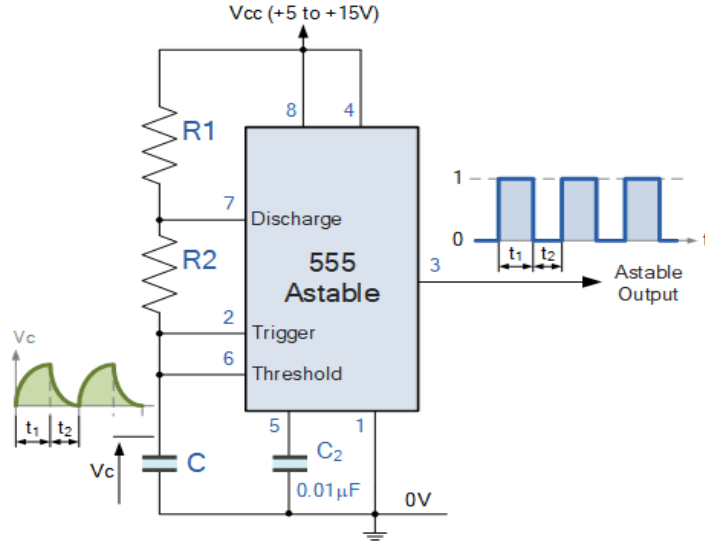 Vcc (+5 to +15V)
8
4
R1
7
Discharge
R2
555
Astable
3
1
0
t₁
t₂
t
Astable
Output
2
Trigger
6
Threshold
Vc
t₁
t₂
Vc
C
5
C₂
0.01µF
1
0V